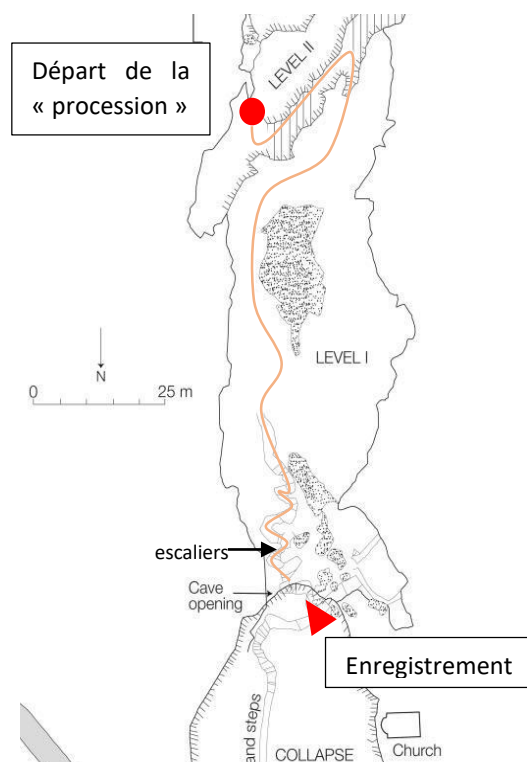 Départ de la
« procession »
LEVEL II
N
0 25 m
LEVEL I
escaliers
Cave
opening
Enregistrement
and steps
COLLAPSE
Church